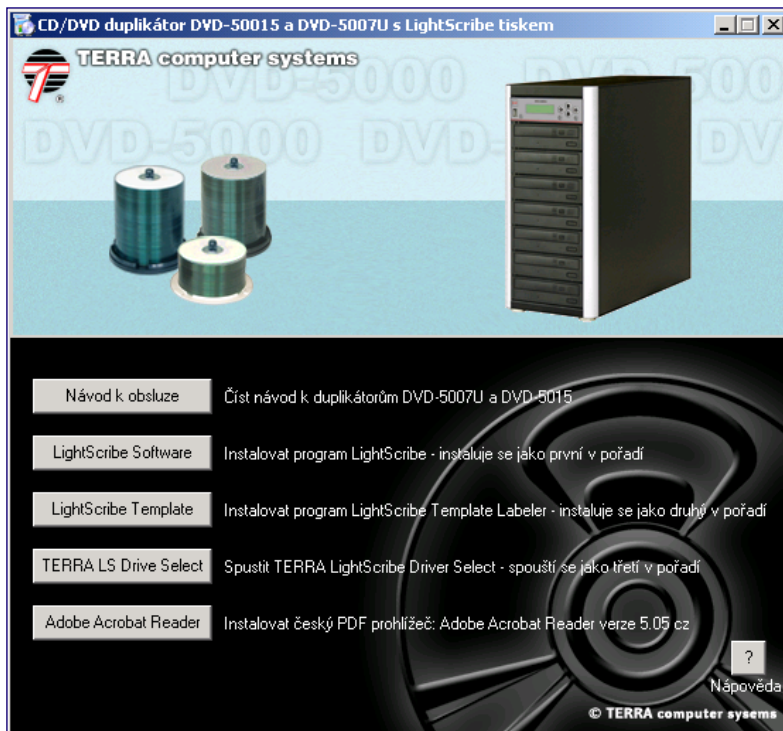 CD/DVD duplikátor DVD-50015 a DVD-5007U s LightScribe tiskem
TERRA computer systems
DVD-5000 DVD-5000
DVD-5000 DVD- DV
Návod k obsluze Číst návod k duplikátorům DVD-5007U a DVD-5015
LightScribe Software Instalovat program LightScribe - instaluje se jako první v pořadí
LightScribe Template Instalovat program LightScribe Template Labeler - instaluje se jako druhý v pořadí
TERRA LS Drive Select Spustit TERRA LightScribe Driver Select - spouští se jako třetí v pořadí
Adobe Acrobat Reader Instalovat český PDF prohlížeč: Adobe Acrobat Reader verze 5.05 cz
?
Nápověda
© TERRA computer sysems